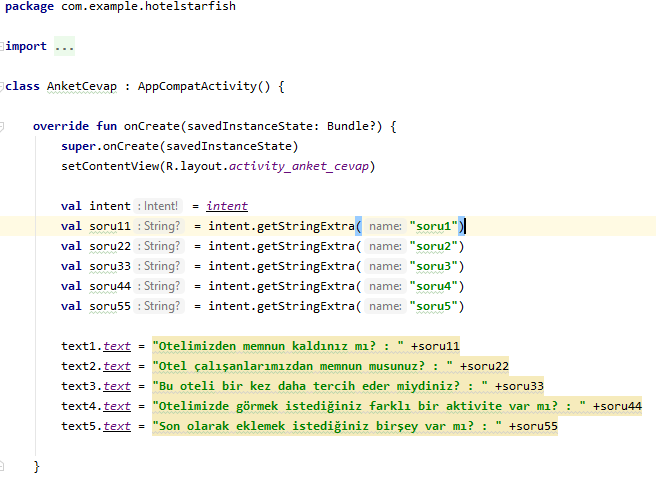 package com.example.hotelstarfish
import ...
class AnketCevap : AppCompatActivity() {
override fun onCreate(savedInstanceState: Bundle?) {
super.onCreate(savedInstanceState)
setContentView(R.layout.activity_anket_cevap)
val intent : Intent! = intent
val soru11 : String? = intent.getStringExtra( name: "soru1")
val soru22 : String? = intent.getStringExtra( name: "soru2")
val soru33 : String? = intent.getStringExtra( name: "soru3")
val soru44 : String? = intent.getStringExtra( name: "soru4")
val soru55 : String? = intent.getStringExtra( name: "soru5")
text1.text = "Otelimizden memnun kaldınız mı? : " +soru11
text2.text = "Otel çalışanlarımızdan memnun musunuz? : " +soru22
text3.text = "Bu oteli bir kez daha tercih eder miydiniz? : " +soru33
text4.text = "Otelimizde görmek istediğiniz farklı bir aktivite var mı? : " +soru44
text5.text = "Son olarak eklemek istediğiniz birşey var mı? : " +soru55
}